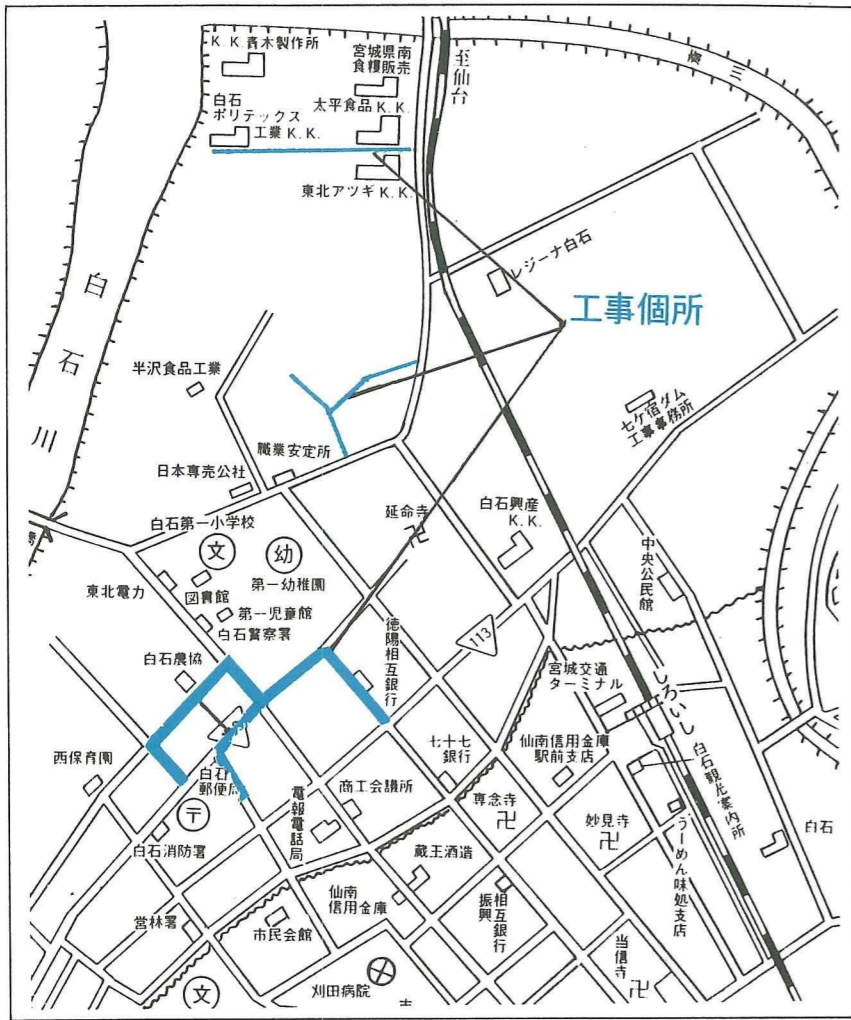 K.K.青木製作所
宮城県南
食糧販売
至仙台
白石
ポリテックス
工業 K.K.
太平食品 K.K.
東北アツギ K.K.
白石川
レジーナ白石
工事個所
半沢食品工業
七ケ宿ダム
工事事務所
職業安定所
日本専売公社
白石第一小学校
延命寺
卍
白石興産
K.K.
文
幼
東北電力
図書館
第一幼稚園
中央公民館
第一児童館
白石警察署
徳陽相互銀行
113
白石農協
宮城交通
ターミナル
しろいし
西保育園
七十七
銀行
仙南信用金庫
駅前支店
白石観光案内所
白石
郵便局
〒
商工会議所
電報電話局
専念寺
卍
妙見寺
卍
うーめん味処支店
白石
白石消防署
蔵王酒造
仙南
信用金庫
振興
相互銀行
営林署
市民会館
当信寺
卍
文
刈田病院